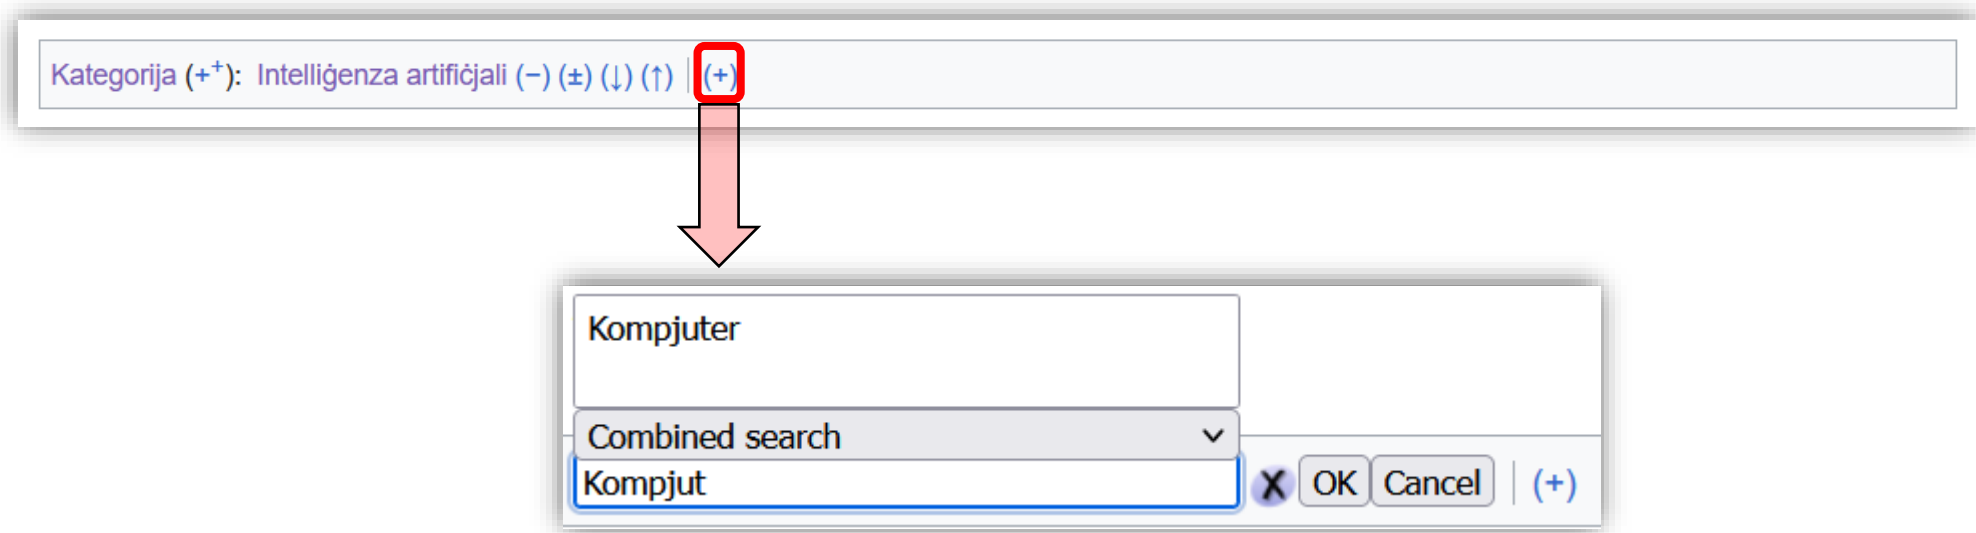 Kategorija (+⁺): Intelliġenza artifiċjali (−) (±) (↓) (↑) | (+)
Kompjuter
Combined search
Kompjut X OK Cancel | (+)